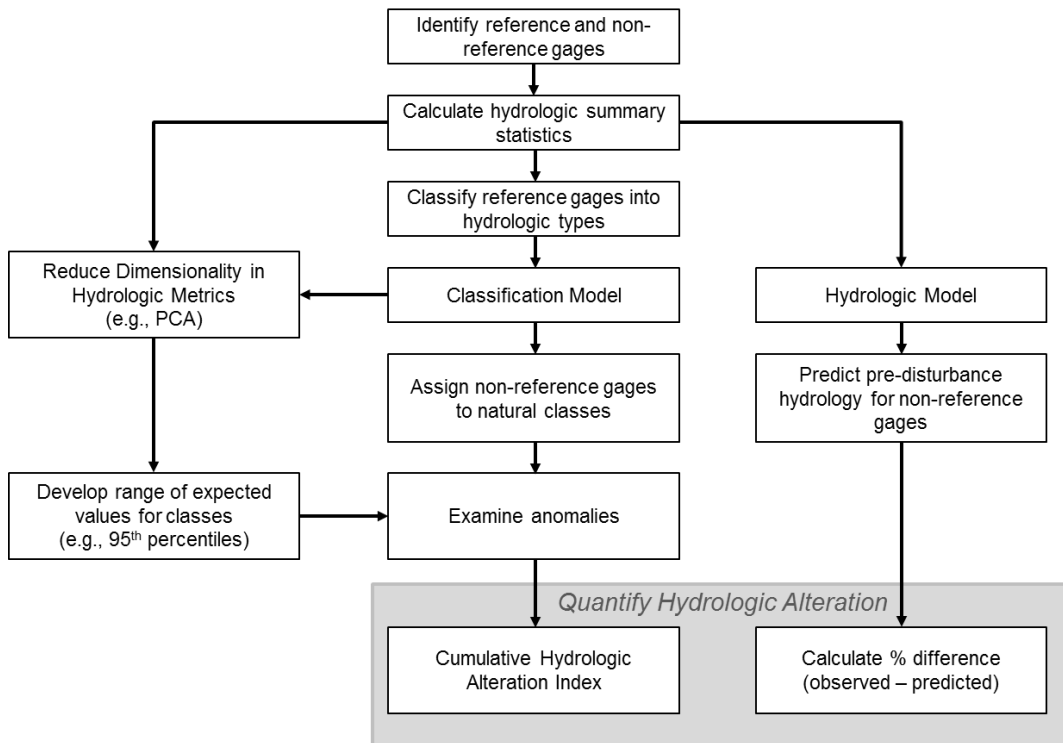 Identify reference and non-
reference gages
Calculate hydrologic summary
statistics
Classify reference gages into
hydrologic types
Reduce Dimensionality in
Hydrologic Metrics
(e.g., PCA)
Classification Model
Hydrologic Model
Assign non-reference gages
to natural classes
Predict pre-disturbance
hydrology for non-reference
gages
Develop range of expected
values for classes
(e.g., 95th percentiles)
Examine anomalies
Quantify Hydrologic Alteration
Cumulative Hydrologic
Alteration Index
Calculate % difference
(observed – predicted)